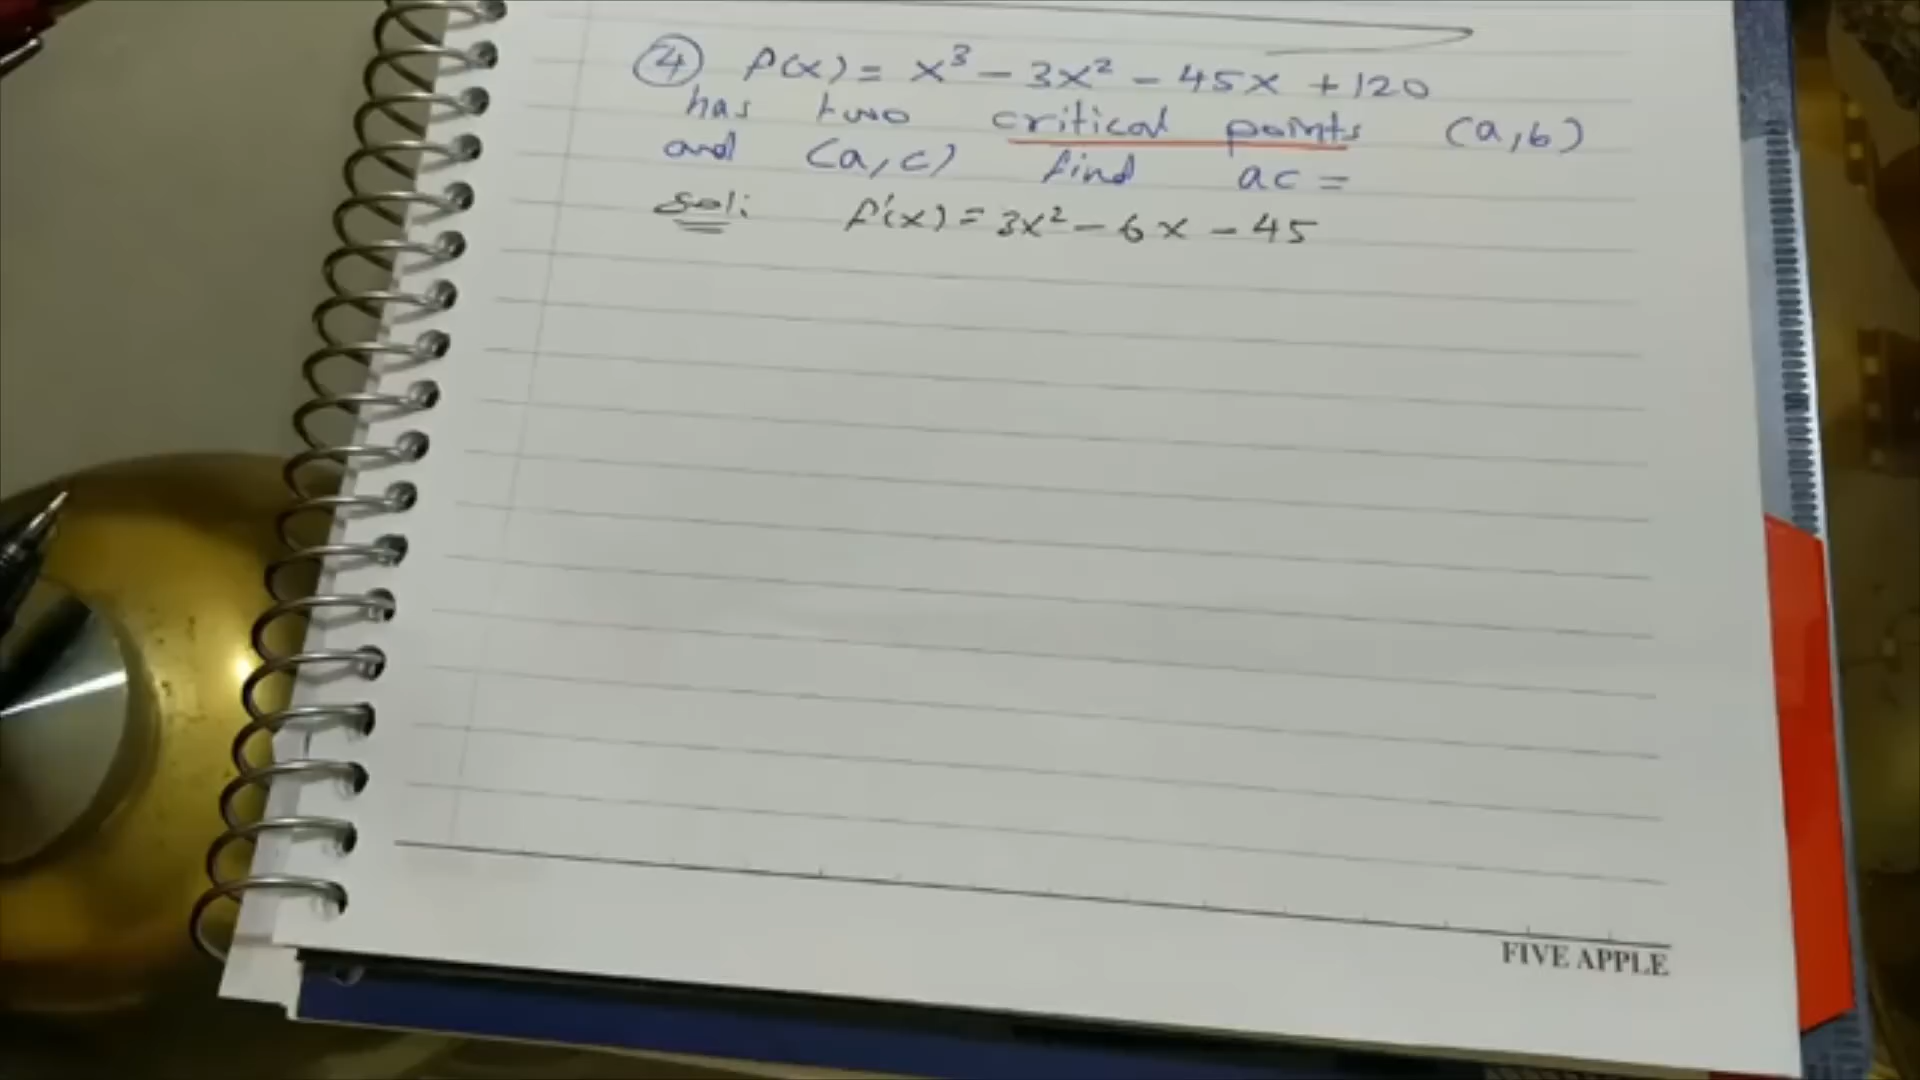 4 f(x) = x³ - 3x² - 45x + 120
has two critical points (a,b)
and (a,c) find ac =
Sol: f'(x) = 3x² - 6x - 45
FIVE APPLE